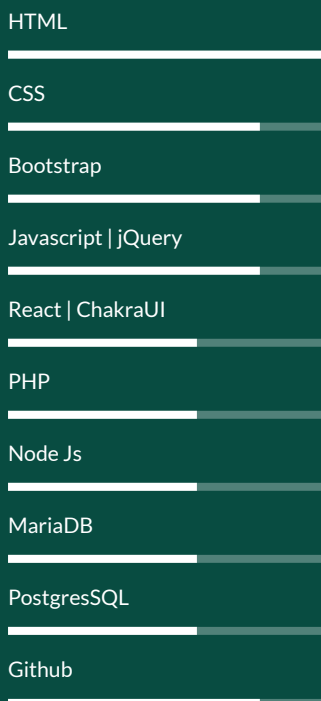 HTML
CSS
Bootstrap
Javascript | jQuery
React | ChakraUI
PHP
Node Js
MariaDB
PostgresSQL
Github